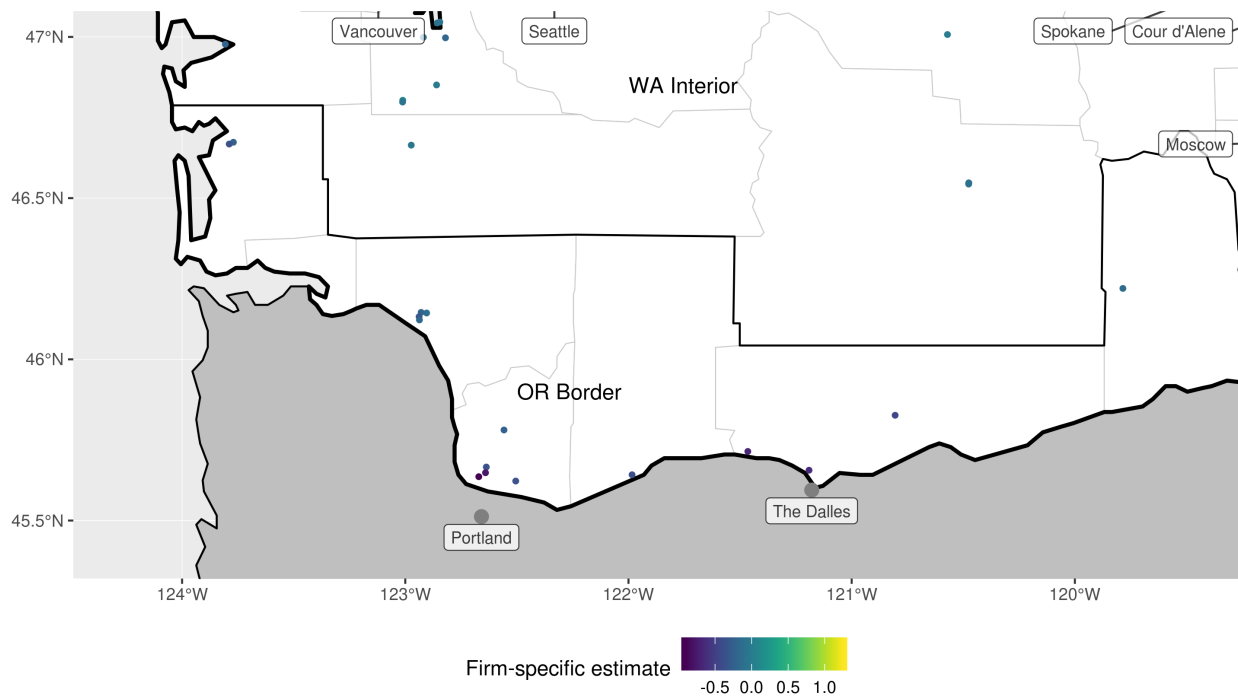 47°N
46.5°N
46°N
45.5°N
Vancouver
Seattle
Spokane
Cour d'Alene
WA Interior
Moscow
OR Border
The Dalles
Portland
124°W
123°W
122°W
121°W
120°W
Firm-specific estimate
-0.5
0.0
0.5
1.0